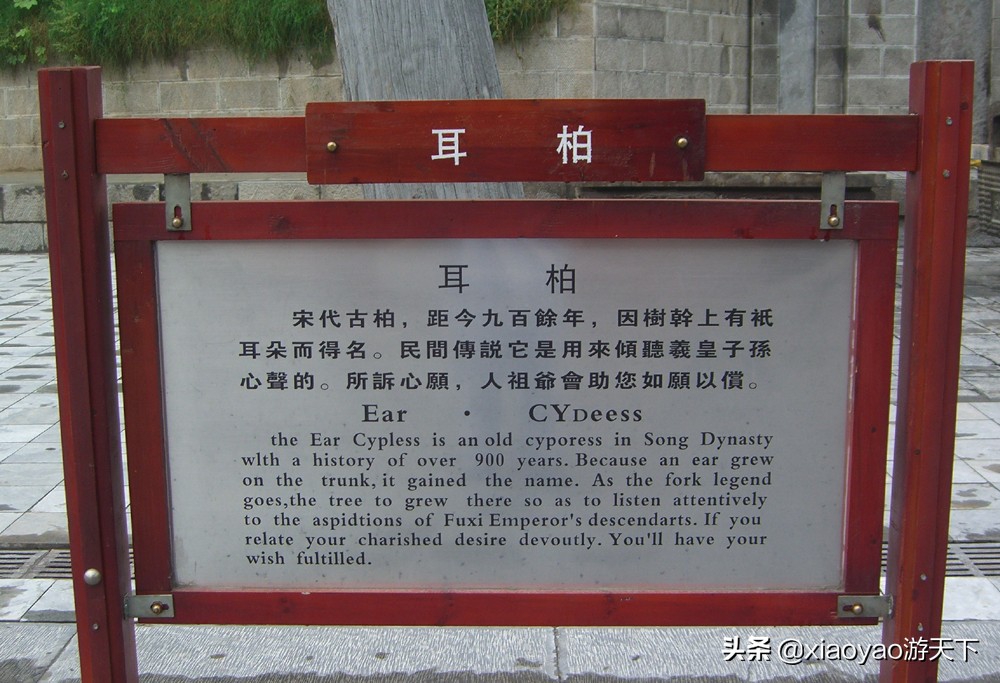 耳 柏
耳 柏
宋代古柏，距今九百餘年，因樹幹上有衹
耳朵而得名。民間傳説它是用來傾聽羲皇子孫
心聲的。所訴心願，人祖爺會助您如願以償。
Ear · CYDeess
the Ear Cypless is an old cyporess in Song Dynasty
wlth a history of over 900 years. Because an ear grew
on the trunk, it gained the name. As the fork legend
goes,the tree to grew there so as to listen attentively
to the aspidtions of Fuxi Emperor's descendarts. If you
relate your charished desire devoutly. You'll have your
wish fultilled.
头条 @xiaoyao游天下